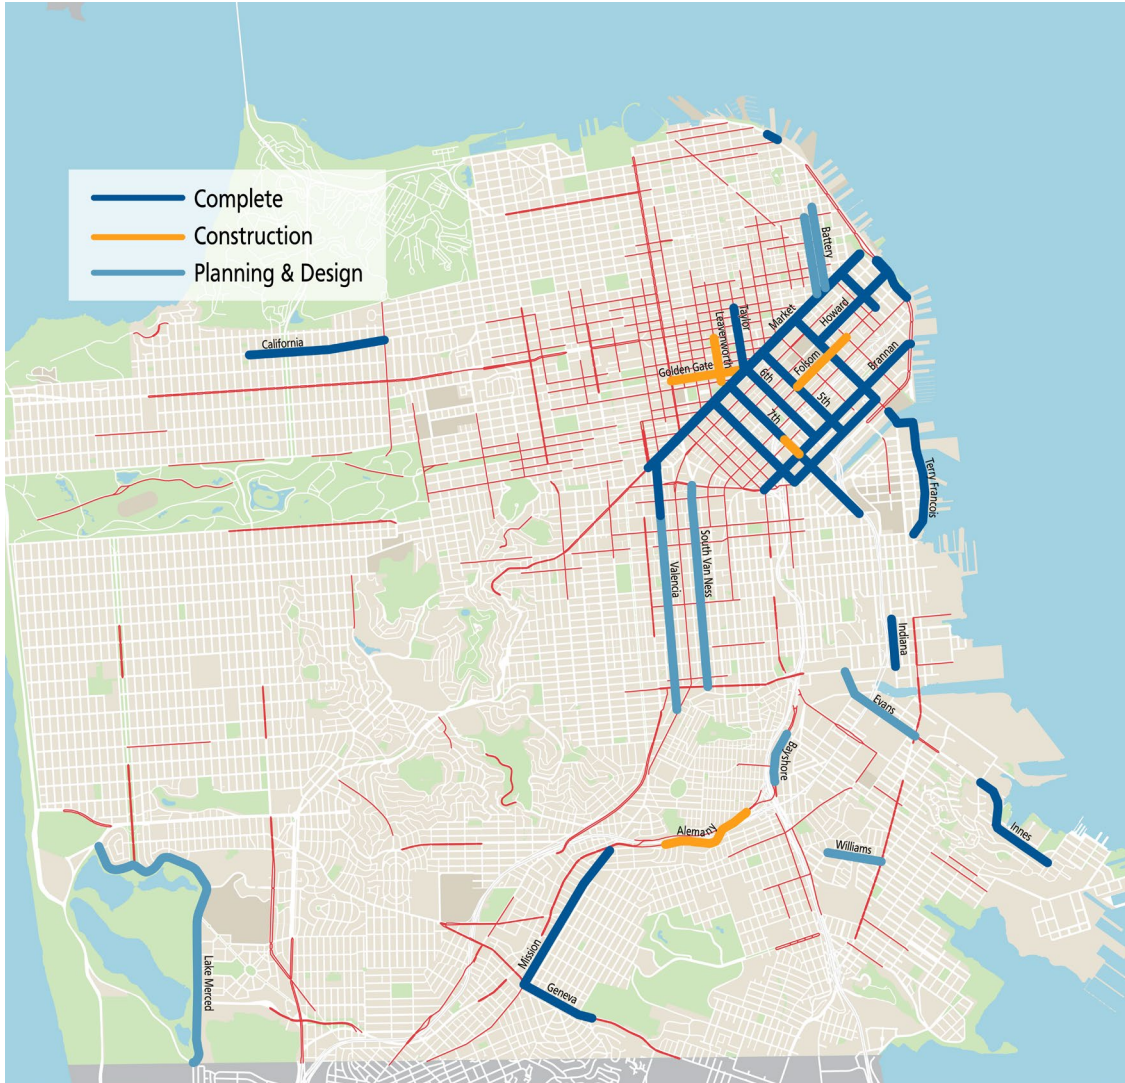 Complete
Construction
Planning & Design
Battery
Market
Howard
Taylor
Leavenworth
California
Golden Gate
Folsom
Brannan
6th
5th
7th
Terry Francois
Valencia
South Van Ness
Indiana
Evans
Bayshore
Alemany
Williams
Innes
Mission
Geneva
Lake Merced